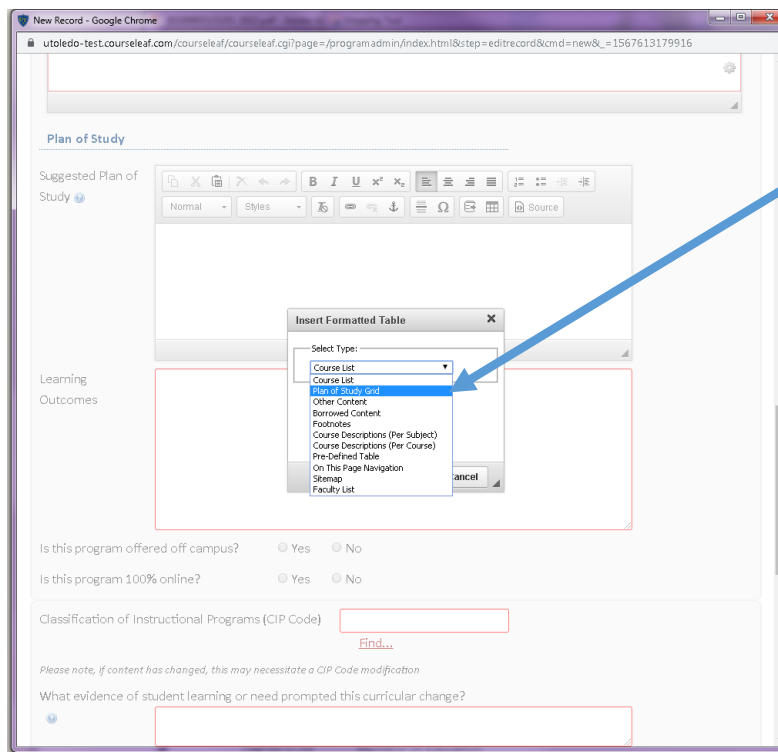 New Record - Google Chrome
utoledo-test.courseleaf.com/courseleaf/courseleaf.cgi?page=/programadmin/index.html&step=editrecord&cmd=new&_=1567613179916
Plan of Study
Suggested Plan of
Study
B I U x² x₂
Normal Styles Ω Source
Insert Formatted Table
Select Type:
Course List
Course List
Plan of Study Grid
Other Content
Borrowed Content
Footnotes
Course Descriptions (Per Subject)
Course Descriptions (Per Course)
Pre-Defined Table
On This Page Navigation
Sitemap
Faculty List
ancel
Learning
Outcomes
Is this program offered off campus? Yes No
Is this program 100% online? Yes No
Classification of Instructional Programs (CIP Code)
Find...
Please note, if content has changed, this may necessitate a CIP Code modification
What evidence of student learning or need prompted this curricular change?